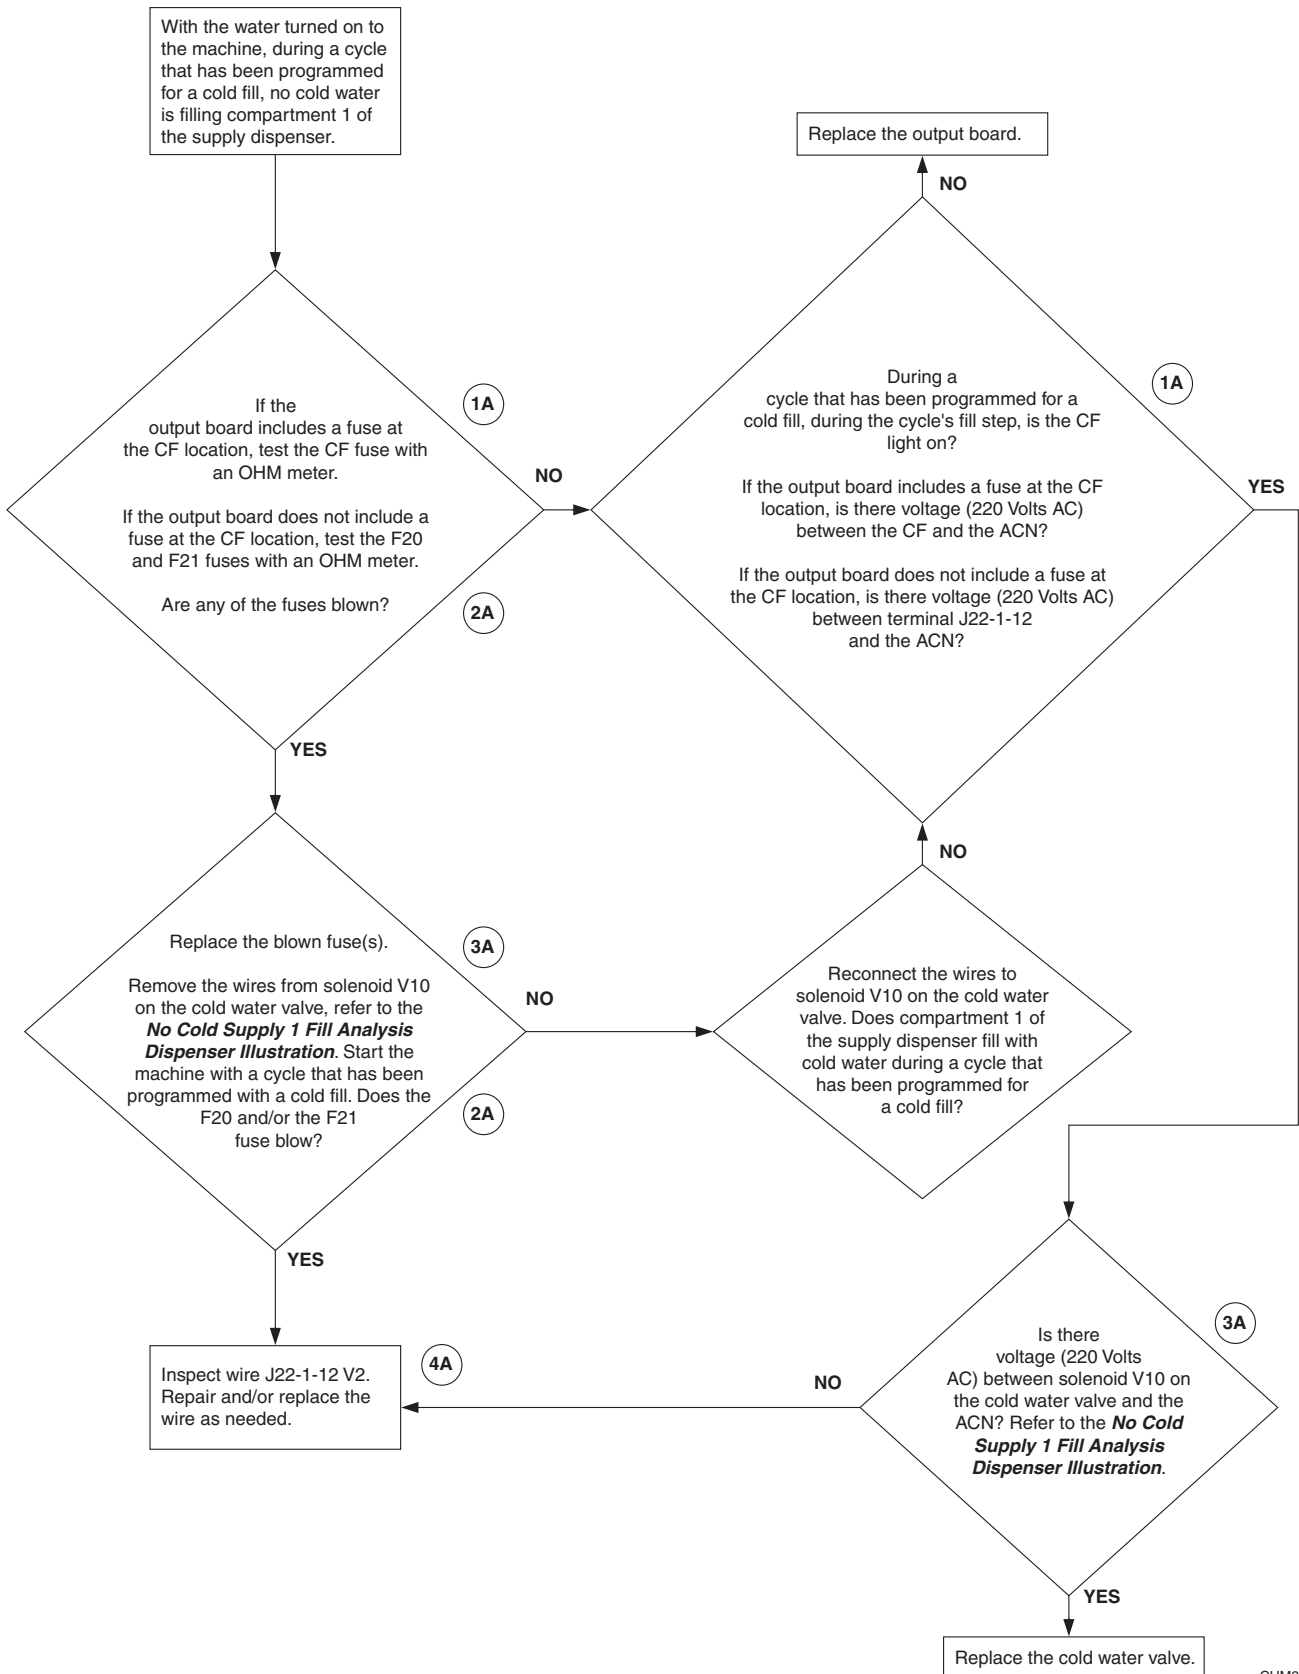 With the water turned on to
the machine, during a cycle
that has been programmed
for a cold fill, no cold water
is filling compartment 1 of
the supply dispenser.
Replace the output board.
NO
If the
output board includes a fuse at
the CF location, test the CF fuse with
an OHM meter.
If the output board does not include a
fuse at the CF location, test the F20
and F21 fuses with an OHM meter.
Are any of the fuses blown?
1A
2A
NO
YES
During a
cycle that has been programmed for a
cold fill, during the cycle's fill step, is the CF
light on?
If the output board includes a fuse at the CF
location, is there voltage (220 Volts AC)
between the CF and the ACN?
If the output board does not include a fuse at
the CF location, is there voltage (220 Volts AC)
between terminal J22-1-12
and the ACN?
1A
YES
NO
Replace the blown fuse(s).
Remove the wires from solenoid V10
on the cold water valve, refer to the
No Cold Supply 1 Fill Analysis
Dispenser Illustration. Start the
machine with a cycle that has been
programmed with a cold fill. Does the
F20 and/or the F21
fuse blow?
3A
2A
NO
YES
Reconnect the wires to
solenoid V10 on the cold water
valve. Does compartment 1 of
the supply dispenser fill with
cold water during a cycle that
has been programmed for
a cold fill?
Inspect wire J22-1-12 V2.
Repair and/or replace the
wire as needed.
4A
NO
Is there
voltage (220 Volts
AC) between solenoid V10 on
the cold water valve and the
ACN? Refer to the No Cold
Supply 1 Fill Analysis
Dispenser Illustration.
3A
YES
Replace the cold water valve.